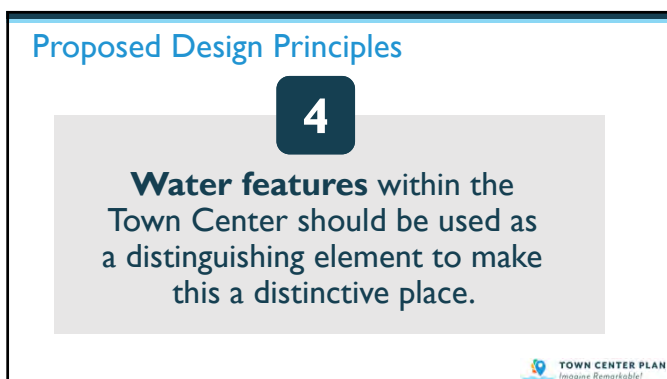 Proposed Design Principles
4
Water features within the
Town Center should be used as
a distinguishing element to make
this a distinctive place.
TOWN CENTER PLAN
Imagine Remarkable!